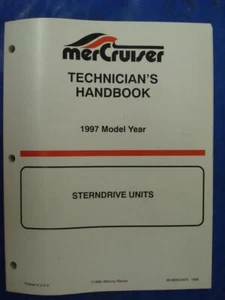 merCruiser
TECHNICIAN'S
HANDBOOK
1997 Model Year
STERNDRIVE UNITS